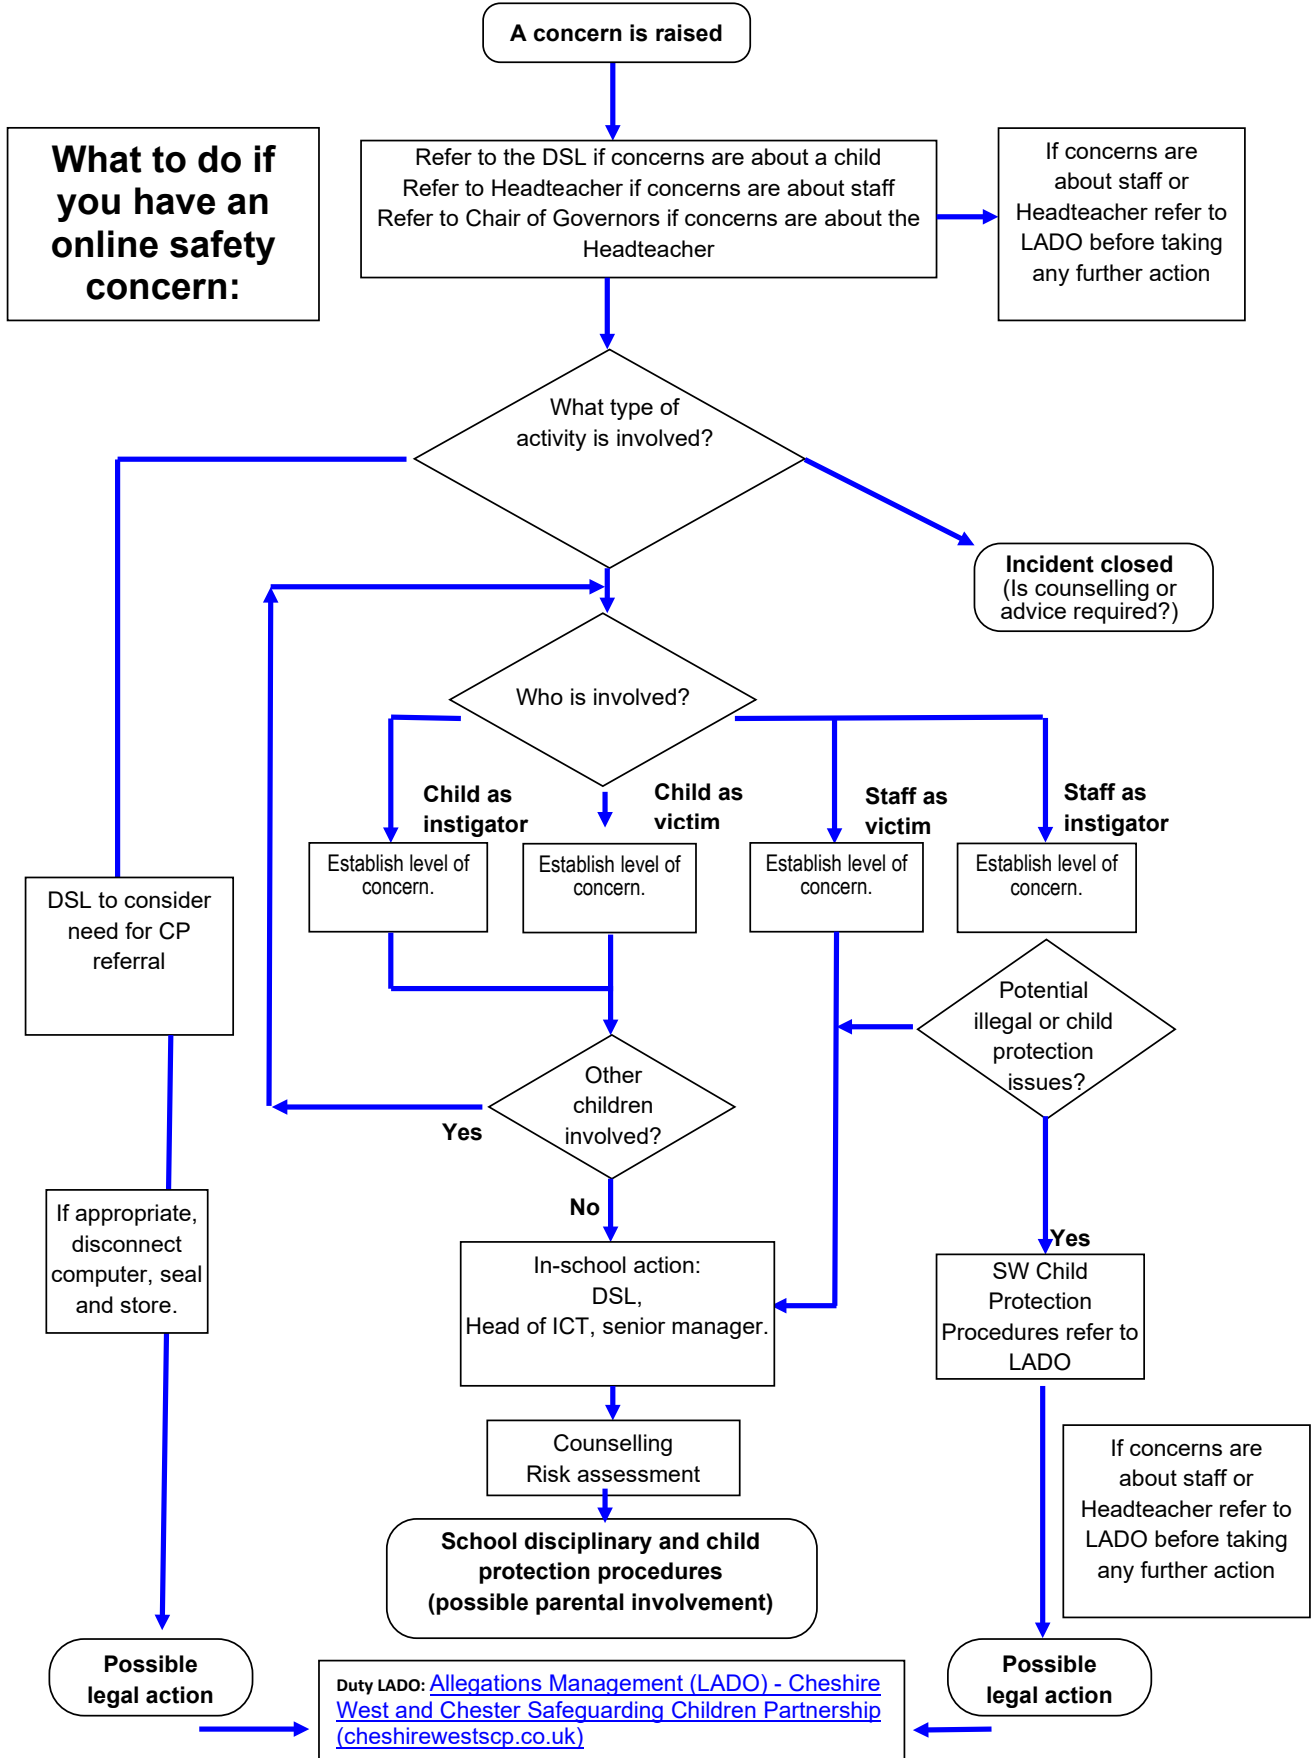 A concern is raised
What to do if
you have an
online safety
concern:
Refer to the DSL if concerns are about a child
Refer to Headteacher if concerns are about staff
Refer to Chair of Governors if concerns are about the
Headteacher
If concerns are
about staff or
Headteacher refer to
LADO before taking
any further action
What type of
activity is involved?
Incident closed
(Is counselling or
advice required?)
Who is involved?
Child as
instigator
Child as
victim
Staff as
victim
Staff as
instigator
Establish level of
concern.
Establish level of
concern.
Establish level of
concern.
Establish level of
concern.
DSL to consider
need for CP
referral
Potential
illegal or child
protection
issues?
Other
children
involved?
Yes
No
Yes
If appropriate,
disconnect
computer, seal
and store.
In-school action:
DSL,
Head of ICT, senior manager.
SW Child
Protection
Procedures refer to
LADO
Counselling
Risk assessment
If concerns are
about staff or
Headteacher refer to
LADO before taking
any further action
School disciplinary and child
protection procedures
(possible parental involvement)
Possible
legal action
Duty LADO: Allegations Management (LADO) - Cheshire
West and Chester Safeguarding Children Partnership
(cheshirewestscp.co.uk)
Possible
legal action